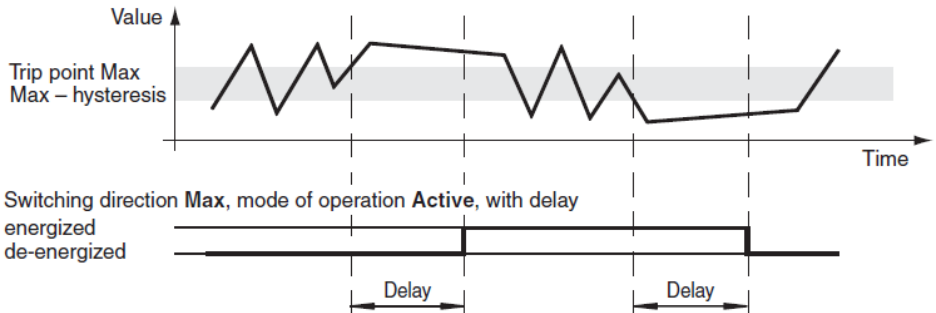 Value
Trip point Max
Max – hysteresis
Time
Switching direction Max, mode of operation Active, with delay
energized
de-energized
Delay
Delay